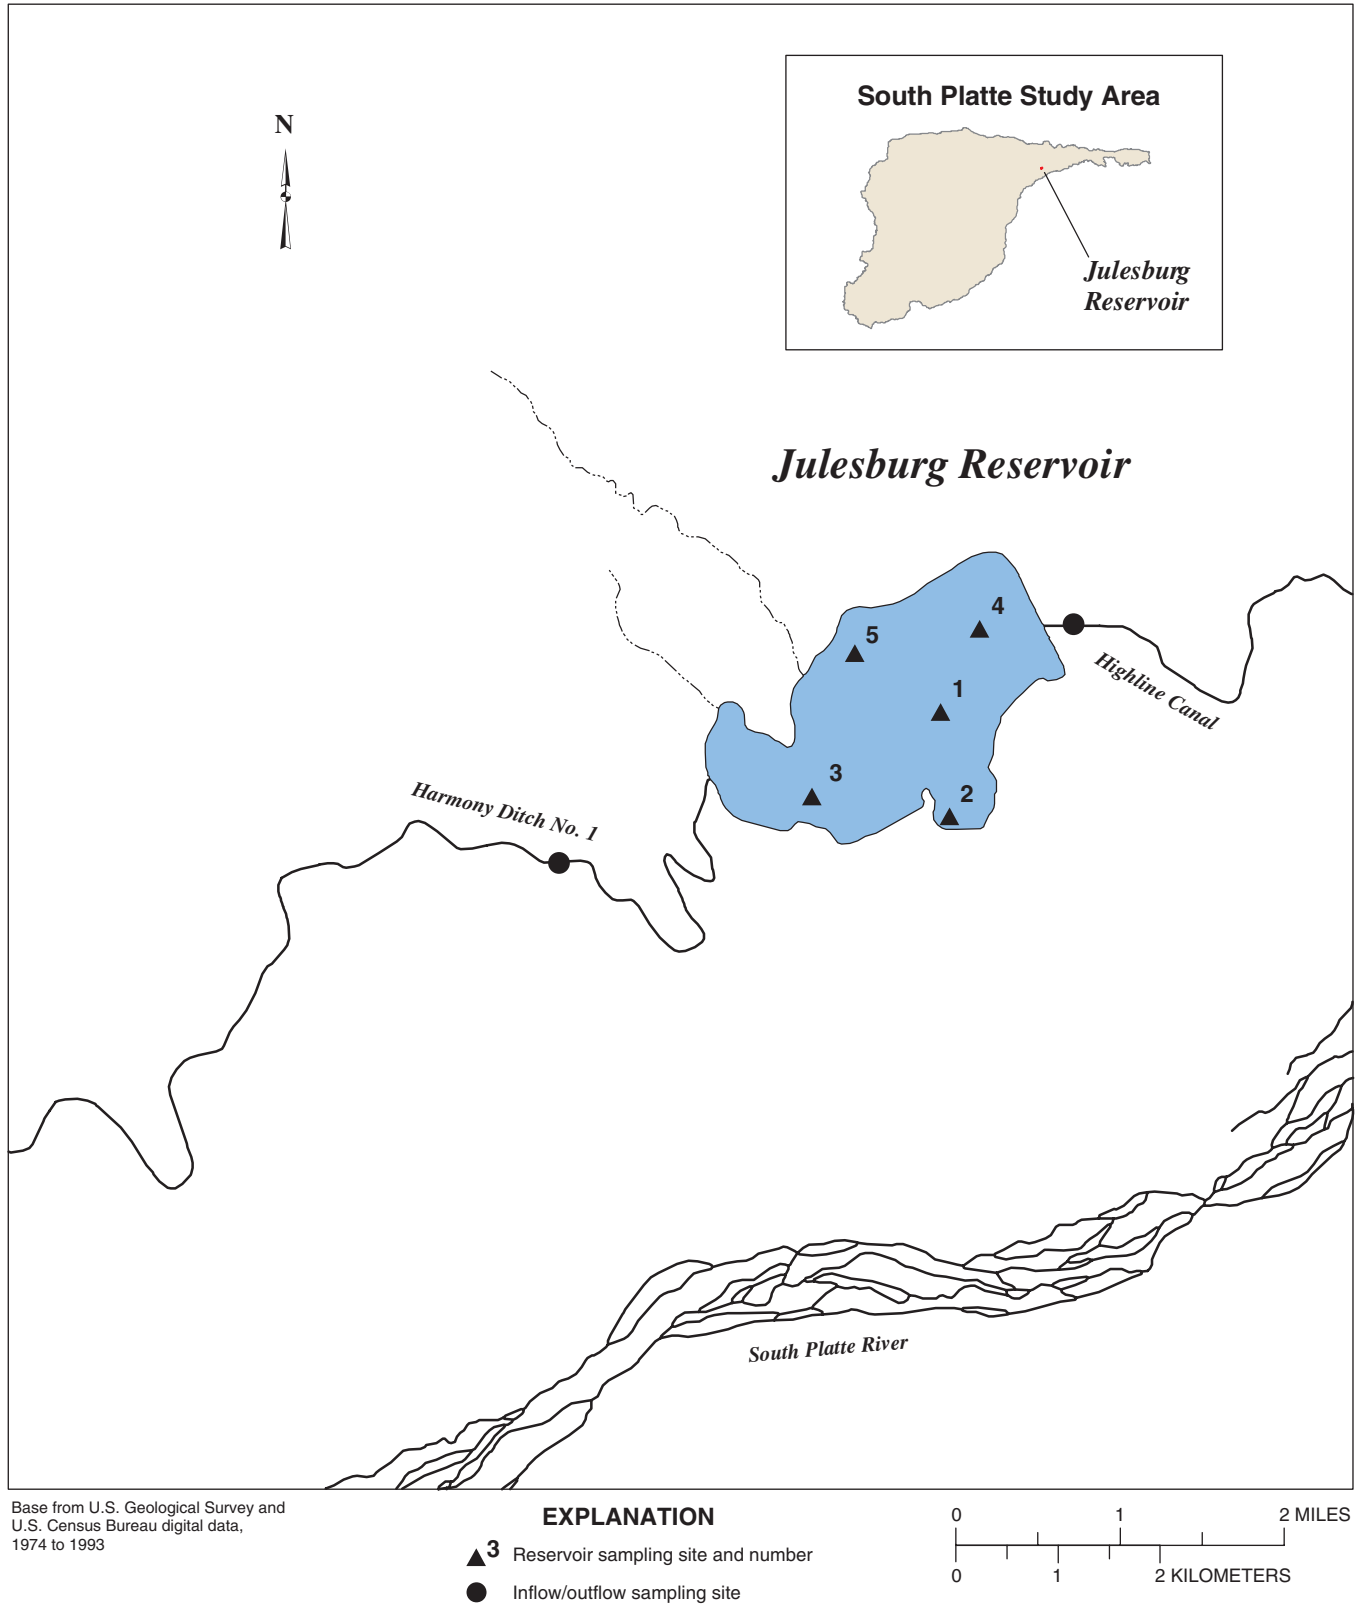 South Platte Study Area
N
Julesburg
Reservoir
Julesburg Reservoir
4
5
1
Highline Canal
3
2
Harmony Ditch No. 1
South Platte River
Base from U.S. Geological Survey and
U.S. Census Bureau digital data,
1974 to 1993
EXPLANATION
3 Reservoir sampling site and number
Inflow/outflow sampling site
0 1 2 MILES
0 1 2 KILOMETERS